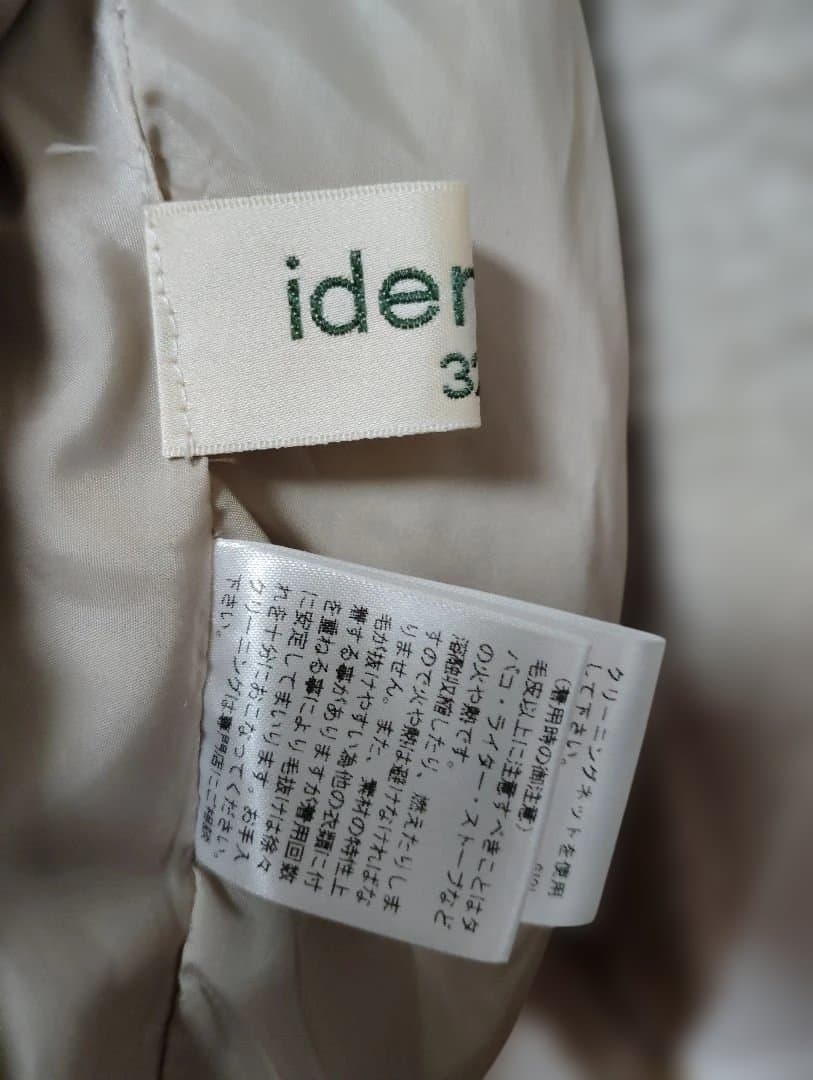 iden
37
(着用時の御注意)
毛皮以上に注意すべきことはタ
バコ・ライター・ストーブなど
の火や熱です。
溶融収縮したり、燃えたりしま
すので火や熱は避けなければな
りません。また、素材の特性上
毛が抜けやすい為他の衣類に付
着する事がありますが着用回数
を重ねる事により毛抜けは徐々
に安定してまいります。お手入
れを十分におこなってください。
クリーニングは専門店にご相談
下さい。
クリーニングネットを使用
して下さい。